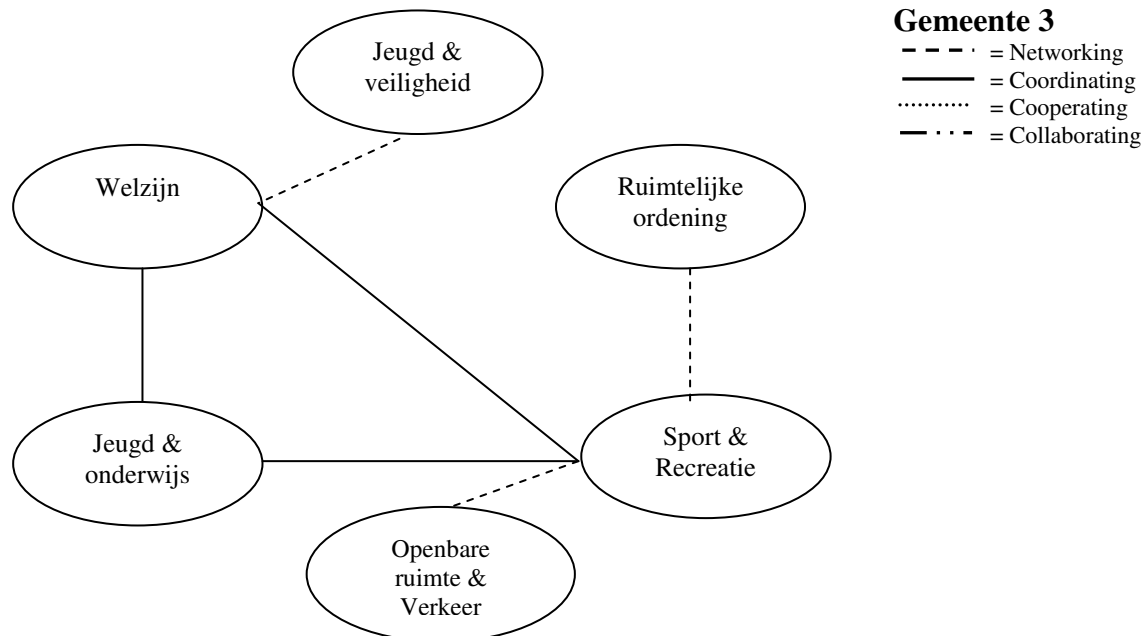 Gemeente 3
= Networking
= Coordinating
= Cooperating
= Collaborating
Jeugd &
veiligheid
Welzijn
Ruimtelijke
ordening
Jeugd &
onderwijs
Sport &
Recreatie
Openbare
ruimte &
Verkeer